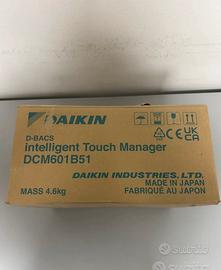 DAIKIN
D-BACS
intelligent Touch Manager
DCM601B51
DAIKIN INDUSTRIES, LTD.
MADE IN JAPAN
MASS 4.6kg FABRIQUÉ AU JAPON
UK
CA
subito